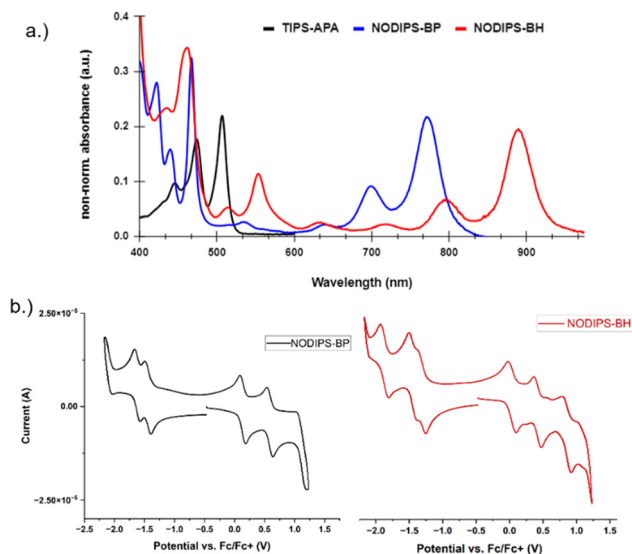 a.)
TIPS-APA NODIPS-BP NODIPS-BH
non-norm. absorbance (a.u.)
0.4
0.3
0.2
0.1
0.0
400 500 600 700 800 900
Wavelength (nm)
b.)
2.50×10⁻⁵
0.00
-2.50×10⁻⁵
Current (A)
NODIPS-BP
NODIPS-BH
-2.5 -2.0 -1.5 -1.0 -0.5 0.0 0.5 1.0 1.5
-2.0 -1.5 -1.0 -0.5 0.0 0.5 1.0 1.5
Potential vs. Fc/Fc+ (V)
Potential vs. Fc/Fc+ (V)